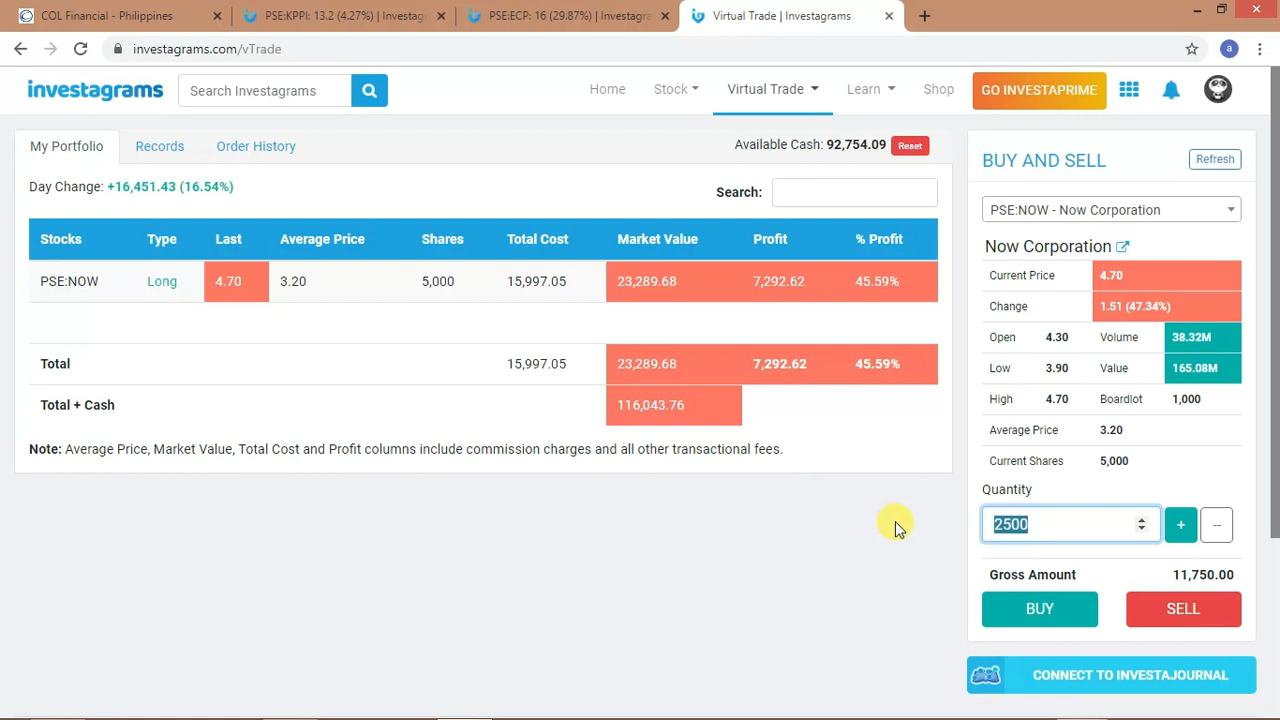 COL Financial - Philippines
PSE:KPPI: 13.2 (4.27%) | Investag
PSE:ECP: 16 (29.87%) | Investagra
Virtual Trade | Investagrams
investagrams.com/vTrade
a
investagrams
Search Investagrams
Home
Stock
Virtual Trade
Learn
Shop
GO INVESTAPRIME
My Portfolio
Records
Order History
Available Cash: 92,754.09
Reset
Day Change: +16,451.43 (16.54%)
Search:
Stocks Type Last Average Price Shares Total Cost Market Value Profit % Profit
PSE:NOW Long 4.70 3.20 5,000 15,997.05 23,289.68 7,292.62 45.59%
Total 15,997.05 23,289.68 7,292.62 45.59%
Total + Cash 116,043.76
Note: Average Price, Market Value, Total Cost and Profit columns include commission charges and all other transactional fees.
BUY AND SELL
Refresh
PSE:NOW - Now Corporation
Now Corporation
Current Price 4.70
Change 1.51 (47.34%)
Open 4.30 Volume 38.32M
Low 3.90 Value 165.08M
High 4.70 Boardlot 1,000
Average Price 3.20
Current Shares 5,000
Quantity
2500
+
--
Gross Amount 11,750.00
BUY
SELL
CONNECT TO INVESTAJOURNAL